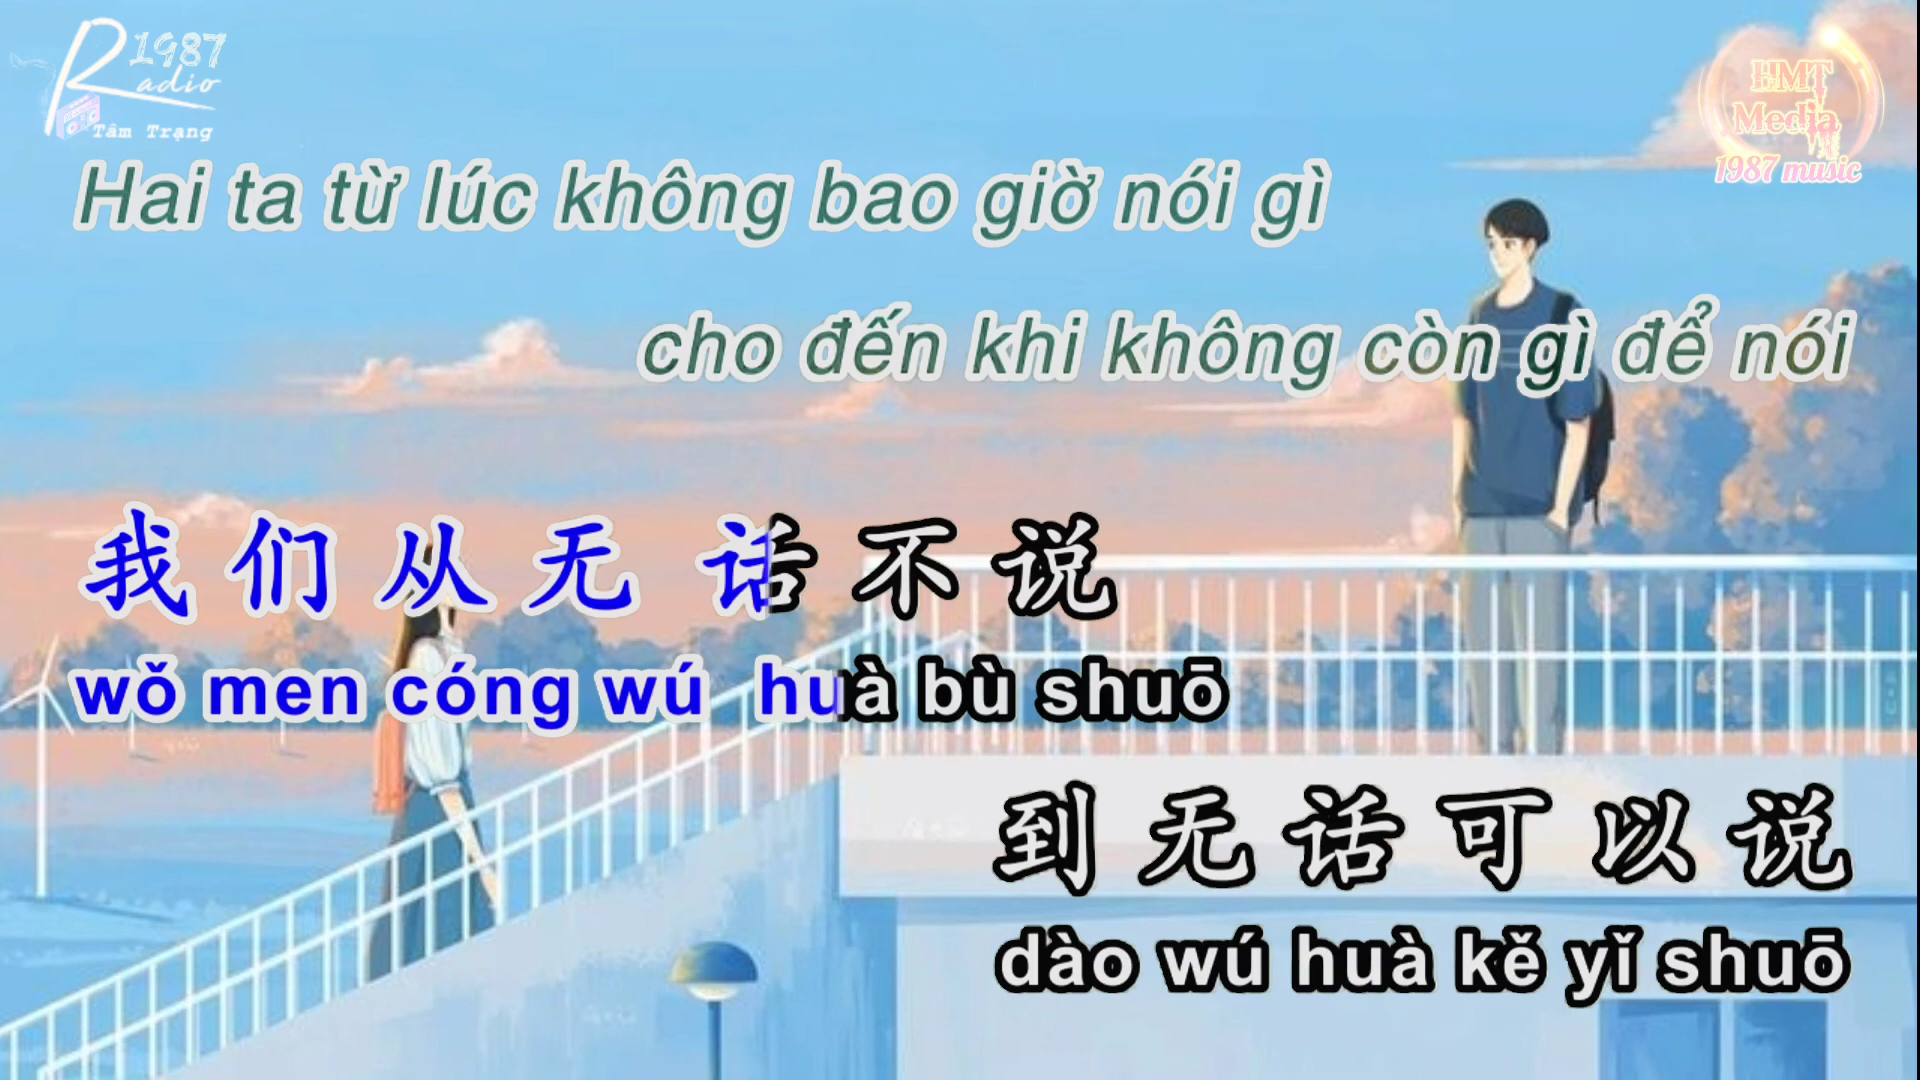 1987
Radio
Tâm Trạng
HMT
Media
1987 music
Hai ta từ lúc không bao giờ nói gì
cho đến khi không còn gì để nói
我们从无 话不说
wǒ men cóng wú huà bù shuō
到无话可以说
dào wú huà kě yǐ shuō